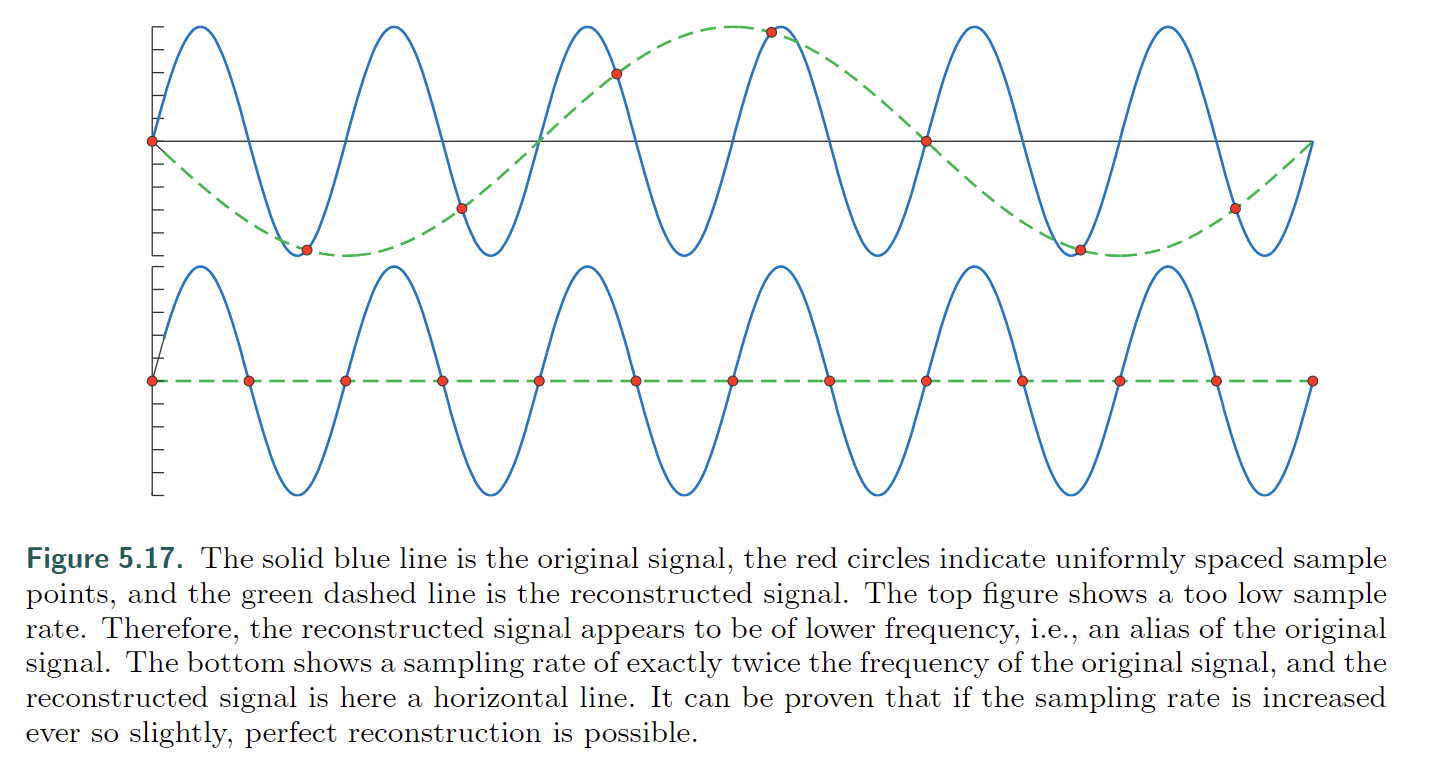 Figure 5.17. The solid blue line is the original signal, the red circles indicate uniformly spaced sample
points, and the green dashed line is the reconstructed signal. The top figure shows a too low sample
rate. Therefore, the reconstructed signal appears to be of lower frequency, i.e., an alias of the original
signal. The bottom shows a sampling rate of exactly twice the frequency of the original signal, and the
reconstructed signal is here a horizontal line. It can be proven that if the sampling rate is increased
ever so slightly, perfect reconstruction is possible.